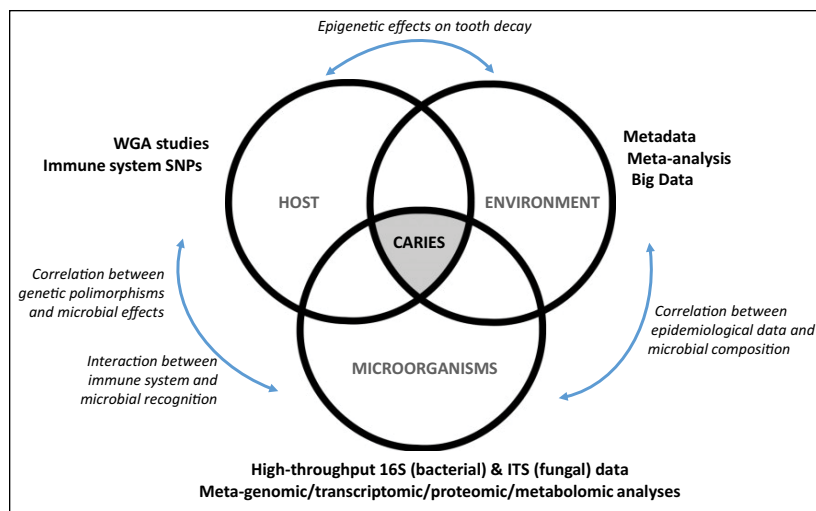 Epigenetic effects on tooth decay
WGA studies
Immune system SNPs
Metadata
Meta-analysis
Big Data
HOST
ENVIRONMENT
CARIES
Correlation between
genetic polimorphisms
and microbial effects
Correlation between
epidemiological data and
microbial composition
Interaction between
immune system and
microbial recognition
MICROORGANISMS
High-throughput 16S (bacterial) & ITS (fungal) data
Meta-genomic/transcriptomic/proteomic/metabolomic analyses